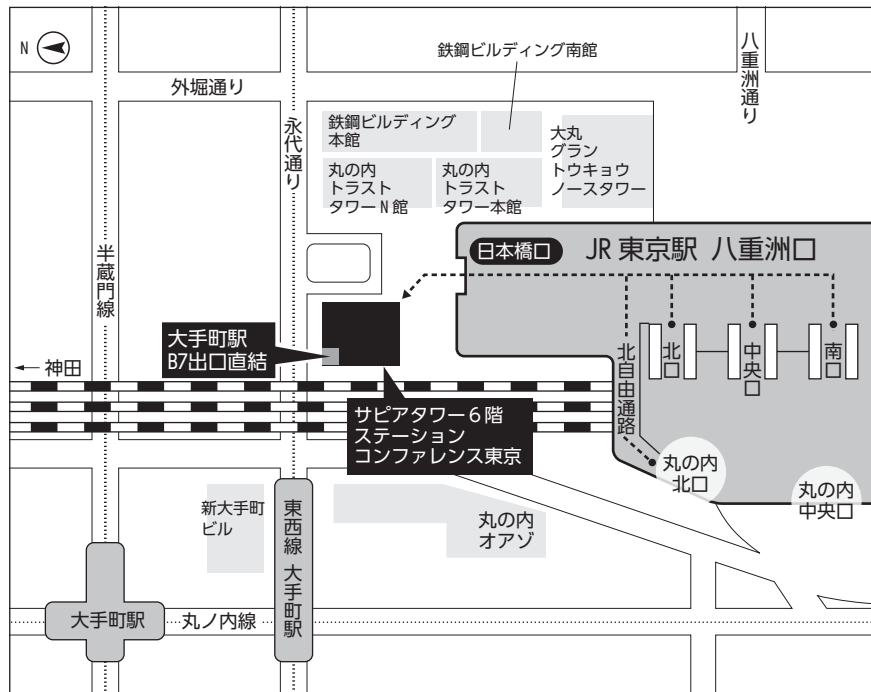 N
鉄鋼ビルディング南館
八重洲通り
外堀通り
永代通り
鉄鋼ビルディング
本館
大丸
グラン
トウキョウ
ノースタワー
丸の内
トラスト
タワーN館
丸の内
トラスト
タワー本館
半蔵門線
日本橋口
JR 東京駅 八重洲口
大手町駅
B7出口直結
← 神田
北自由通路
北口
中央口
南口
サピアタワー6階
ステーション
コンファレンス東京
丸の内
北口
丸の内
中央口
新大手町
ビル
東西線 大手町駅
丸の内
オアゾ
大手町駅
丸ノ内線